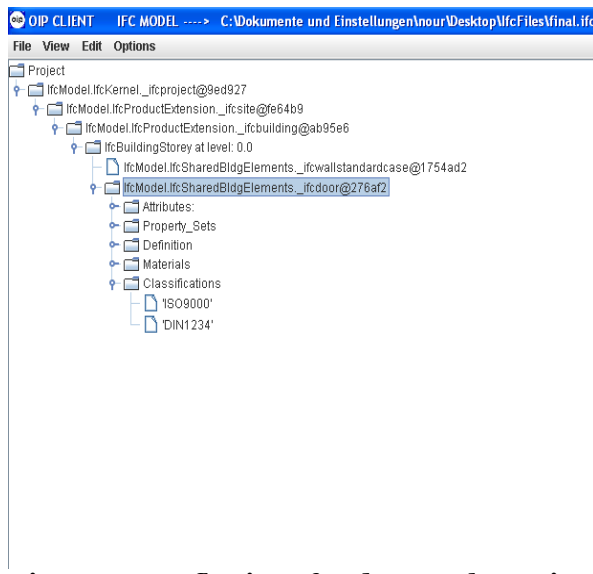 OIP CLIENT IFC MODEL ----> C:\Dokumente und Einstellungen\nour\Desktop\IfcFiles\final.ifc
File View Edit Options
Project
IfcModel.IfcKernel._ifcproject@9ed927
IfcModel.IfcProductExtension._ifcsite@fe64b9
IfcModel.IfcProductExtension._ifcbuilding@ab95e6
IfcBuildingStorey at level: 0.0
IfcModel.IfcSharedBldgElements._ifcwallstandardcase@1754ad2
IfcModel.IfcSharedBldgElements._ifcdoor@276af2
Attributes:
Property_Sets
Definition
Materials
Classifications
'ISO9000'
'DIN1234'